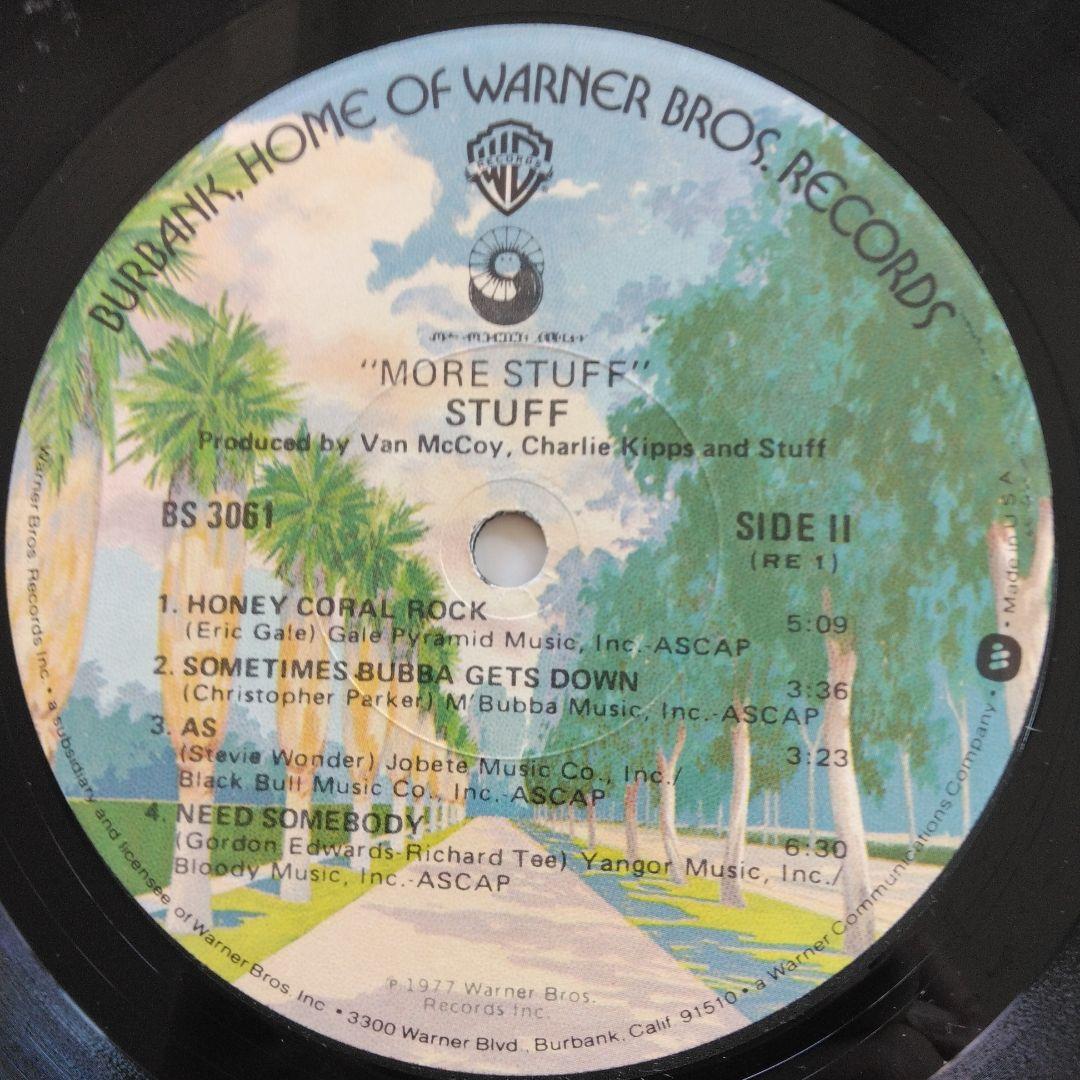 BURBANK, HOME OF WARNER BROS. RECORDS
RECORDS
"MORE STUFF"
STUFF
Produced by Van McCoy, Charlie Kipps and Stuff
BS 3061
SIDE II
(RE 1)
1. HONEY CORAL ROCK 5:09
(Eric Gale) Gale Pyramid Music, Inc.-ASCAP
2. SOMETIMES BUBBA GETS DOWN 3:36
(Christopher Parker) M'Bubba Music, Inc.-ASCAP
3. AS 3:23
(Stevie Wonder) Jobete Music Co., Inc./
Black Bull Music Co., Inc.-ASCAP
4. NEED SOMEBODY 6:30
(Gordon Edwards-Richard Tee) Yangor Music, Inc./
Bloody Music, Inc.-ASCAP
℗ 1977 Warner Bros.
Records Inc.
Warner Bros. Records Inc. • a subsidiary and licensee of Warner Bros. Inc • 3300 Warner Blvd., Burbank, Calif. 91510 • a Warner Communications Company • Made in U.S.A.